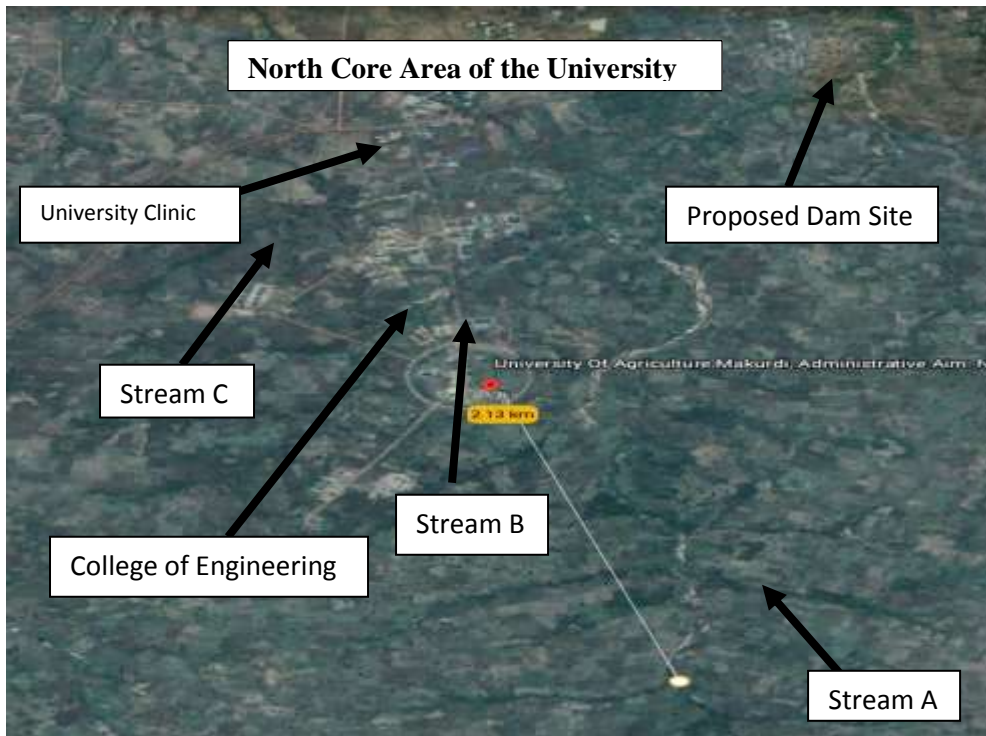 North Core Area of the University
University Clinic
Proposed Dam Site
Stream C
University Of Agriculture Makurdi, Administrative
2.13 km
Stream B
College of Engineering
Stream A